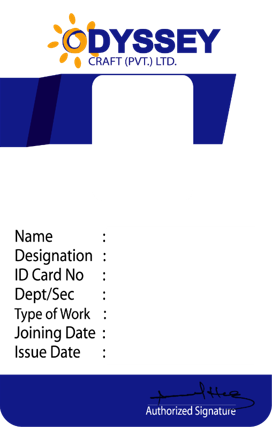 ODYSSEY
CRAFT (PVT.) LTD.
Name :
Designation :
ID Card No :
Dept/Sec :
Type of Work :
Joining Date :
Issue Date :
Authorized Signature